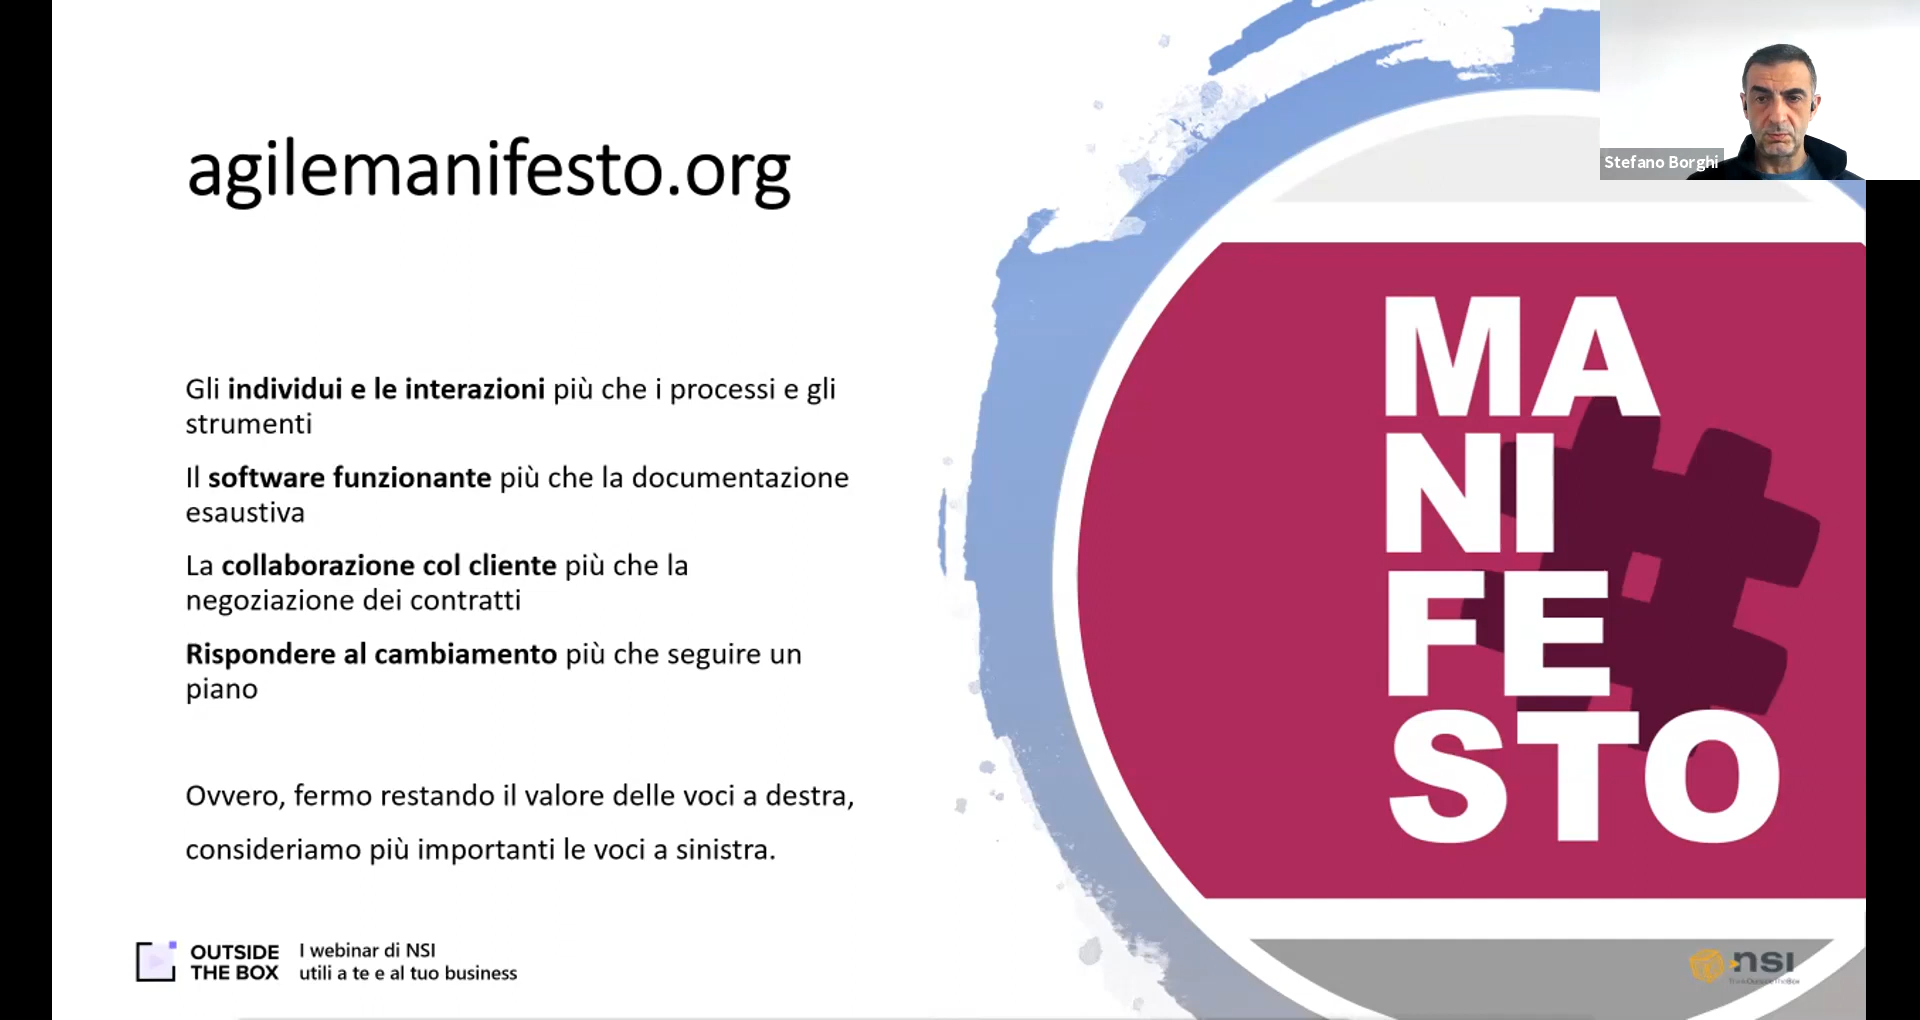 agilemanifesto.org
Stefano Borghi
Gli individui e le interazioni più che i processi e gli
strumenti
Il software funzionante più che la documentazione
esaustiva
La collaborazione col cliente più che la
negoziazione dei contratti
Rispondere al cambiamento più che seguire un
piano
Ovvero, fermo restando il valore delle voci a destra,
consideriamo più importanti le voci a sinistra.
MA
NI
FE
STO
OUTSIDE
THE BOX
I webinar di NSI
utili a te e al tuo business
nsi
ThinkOutsideTheBox